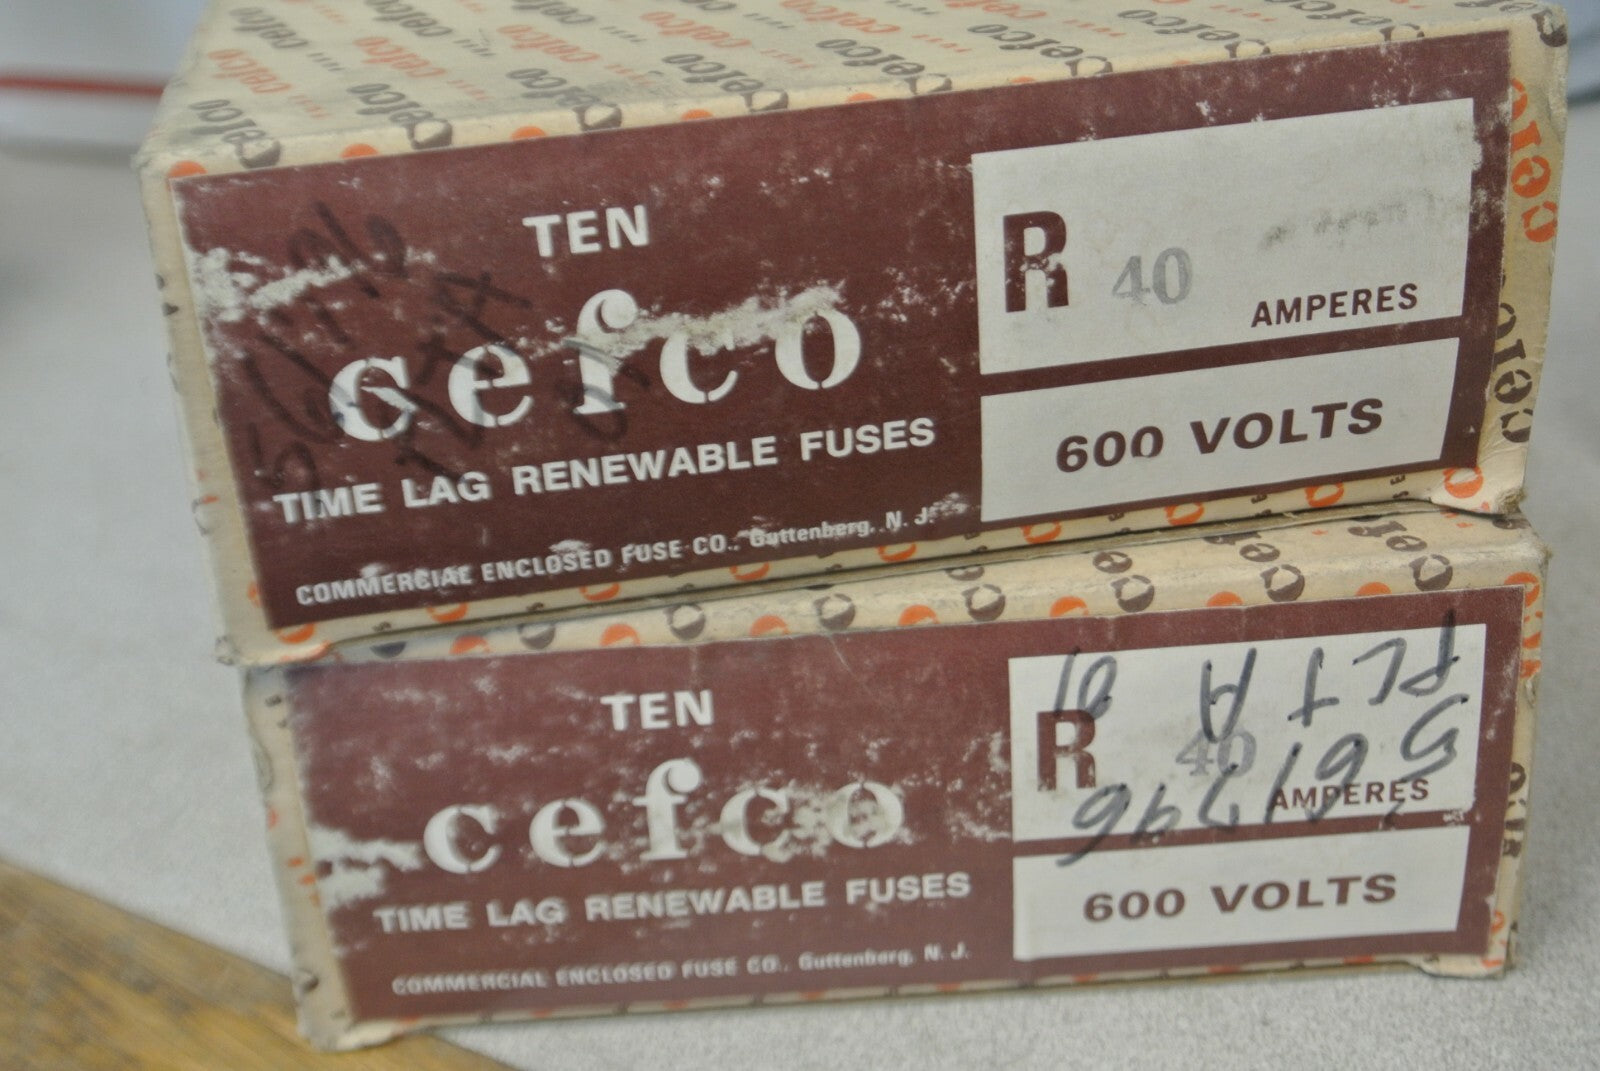 TEN
cefco
TIME LAG RENEWABLE FUSES
COMMERCIAL ENCLOSED FUSE CO., Guttenberg, N. J.
R 40
AMPERES
600 VOLTS
TEN
cefco
TIME LAG RENEWABLE FUSES
COMMERCIAL ENCLOSED FUSE CO., Guttenberg, N. J.
PLT A
R 40
AMPERES
600 VOLTS